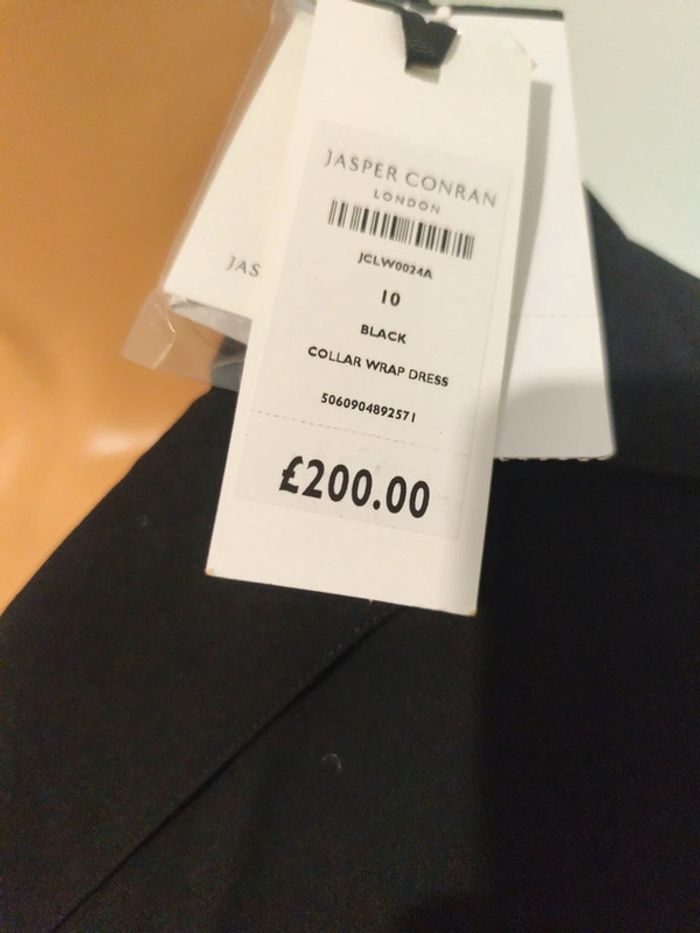 JASPER CONRAN
LONDON
JCLW0024A
10
BLACK
COLLAR WRAP DRESS
5060904892571
£200.00
JAS